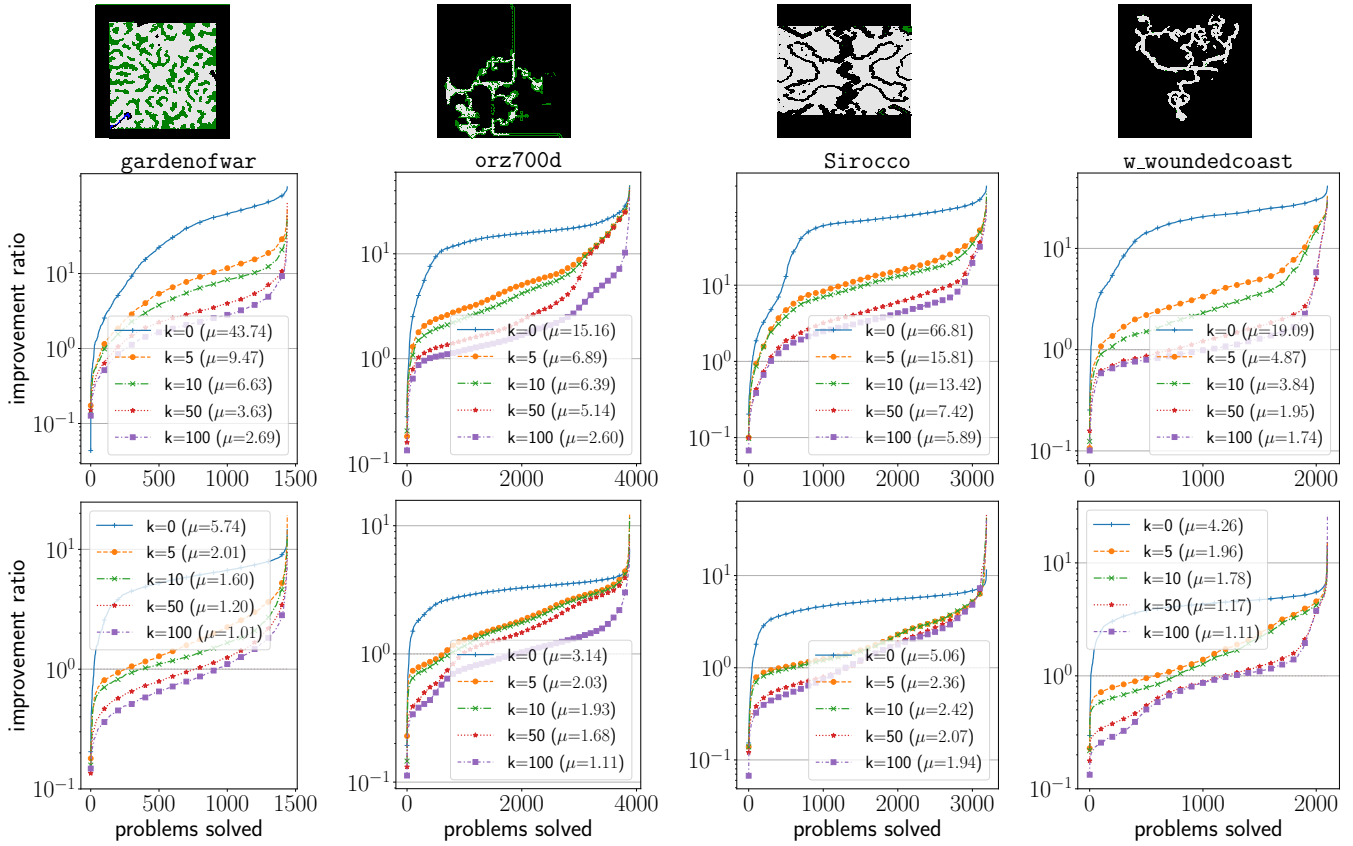 gardenofwar
orz700d
Sirocco
w_woundedcoast
improvement ratio
10^1
10^0
10^−1
0
500
1000
1500
k=0 (μ=43.74)
k=5 (μ=9.47)
k=10 (μ=6.63)
k=50 (μ=3.63)
k=100 (μ=2.69)
10^1
10^0
10^−1
0
2000
4000
k=0 (μ=15.16)
k=5 (μ=6.89)
k=10 (μ=6.39)
k=50 (μ=5.14)
k=100 (μ=2.60)
10^1
10^0
10^−1
0
1000
2000
3000
k=0 (μ=66.81)
k=5 (μ=15.81)
k=10 (μ=13.42)
k=50 (μ=7.42)
k=100 (μ=5.89)
10^1
10^0
10^−1
0
1000
2000
k=0 (μ=19.09)
k=5 (μ=4.87)
k=10 (μ=3.84)
k=50 (μ=1.95)
k=100 (μ=1.74)
improvement ratio
10^1
10^0
10^−1
0
500
1000
1500
problems solved
k=0 (μ=5.74)
k=5 (μ=2.01)
k=10 (μ=1.60)
k=50 (μ=1.20)
k=100 (μ=1.01)
10^1
10^0
10^−1
0
2000
4000
problems solved
k=0 (μ=3.14)
k=5 (μ=2.03)
k=10 (μ=1.93)
k=50 (μ=1.68)
k=100 (μ=1.11)
10^1
10^0
10^−1
0
1000
2000
3000
problems solved
k=0 (μ=5.06)
k=5 (μ=2.36)
k=10 (μ=2.42)
k=50 (μ=2.07)
k=100 (μ=1.94)
10^1
10^0
10^−1
0
1000
2000
problems solved
k=0 (μ=4.26)
k=5 (μ=1.96)
k=10 (μ=1.78)
k=50 (μ=1.17)
k=100 (μ=1.11)